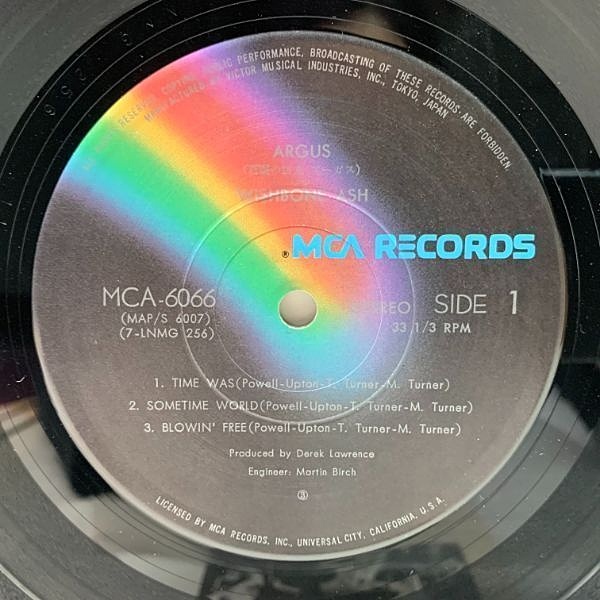 ALL RIGHTS RESERVED. COPYING, PUBLIC PERFORMANCE, BROADCASTING OF THESE RECORDS ARE FORBIDDEN.
MANUFACTURED BY VICTOR MUSICAL INDUSTRIES, INC., TOKYO, JAPAN
ARGUS
WISHBONE ASH
® MCA RECORDS
MCA-6066
(MAP/S 6007)
(7-LNMG 256)
STEREO SIDE 1
33 1/3 RPM
1. TIME WAS(Powell-Upton-T. Turner-M. Turner)
2. SOMETIME WORLD(Powell-Upton-T. Turner-M. Turner)
3. BLOWIN' FREE(Powell-Upton-T. Turner-M. Turner)
Produced by Derek Lawrence
Engineer: Martin Birch
③
LICENSED BY MCA RECORDS, INC., UNIVERSAL CITY, CALIFORNIA, U.S.A.